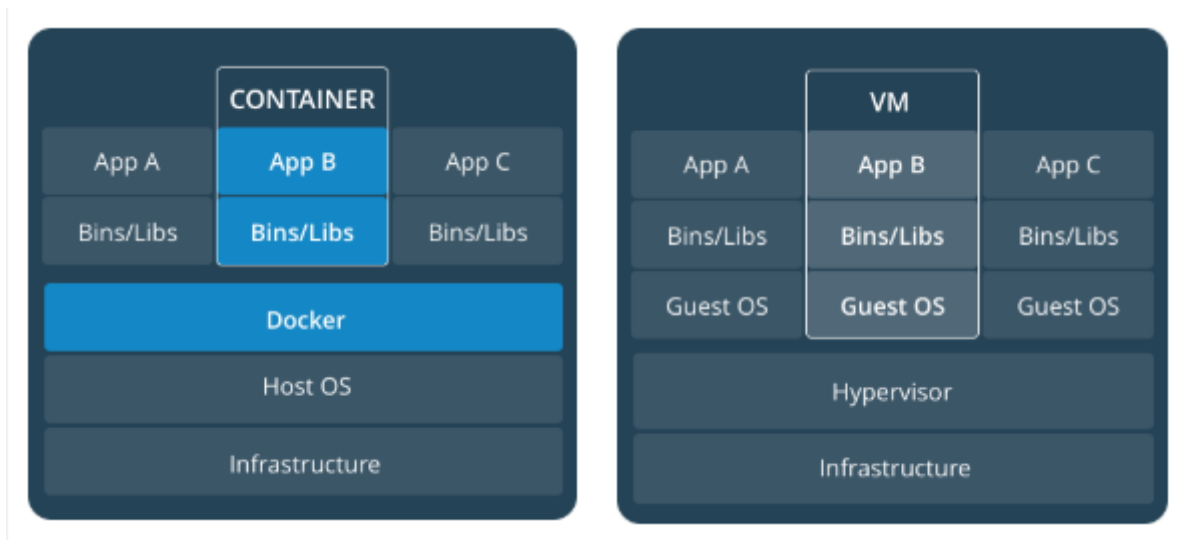 CONTAINER
App A
App B
App C
Bins/Libs
Bins/Libs
Bins/Libs
Docker
Host OS
Infrastructure
VM
App A
App B
App C
Bins/Libs
Bins/Libs
Bins/Libs
Guest OS
Guest OS
Guest OS
Hypervisor
Infrastructure